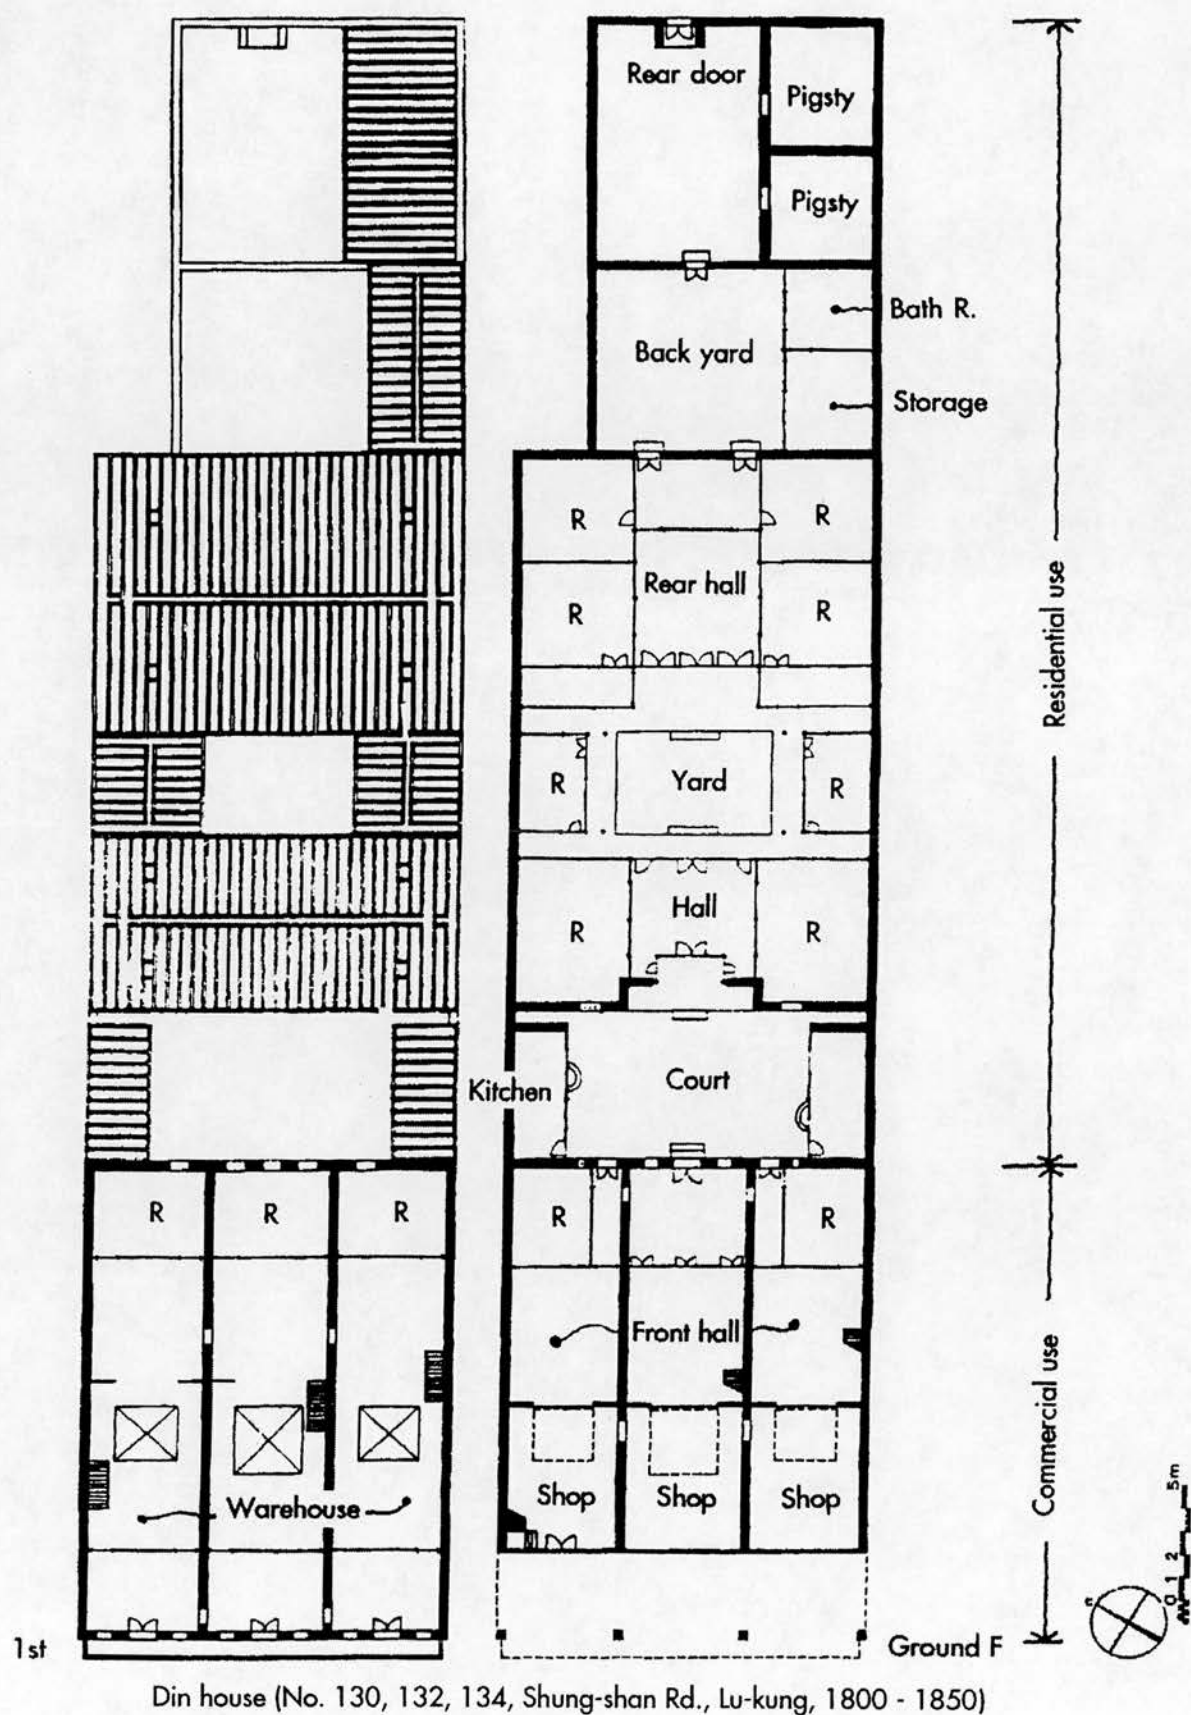 Rear door
Pigsty
Pigsty
Bath R.
Back yard
Storage
R
R
Rear hall
R
R
Residential use
R
Yard
R
Hall
R
R
Kitchen
Court
R
R
R
R
R
Front hall
Commercial use
Shop
Shop
Shop
Warehouse
0 1 2 5m
n
1st
Ground F
Din house (No. 130, 132, 134, Shung-shan Rd., Lu-kung, 1800 - 1850)